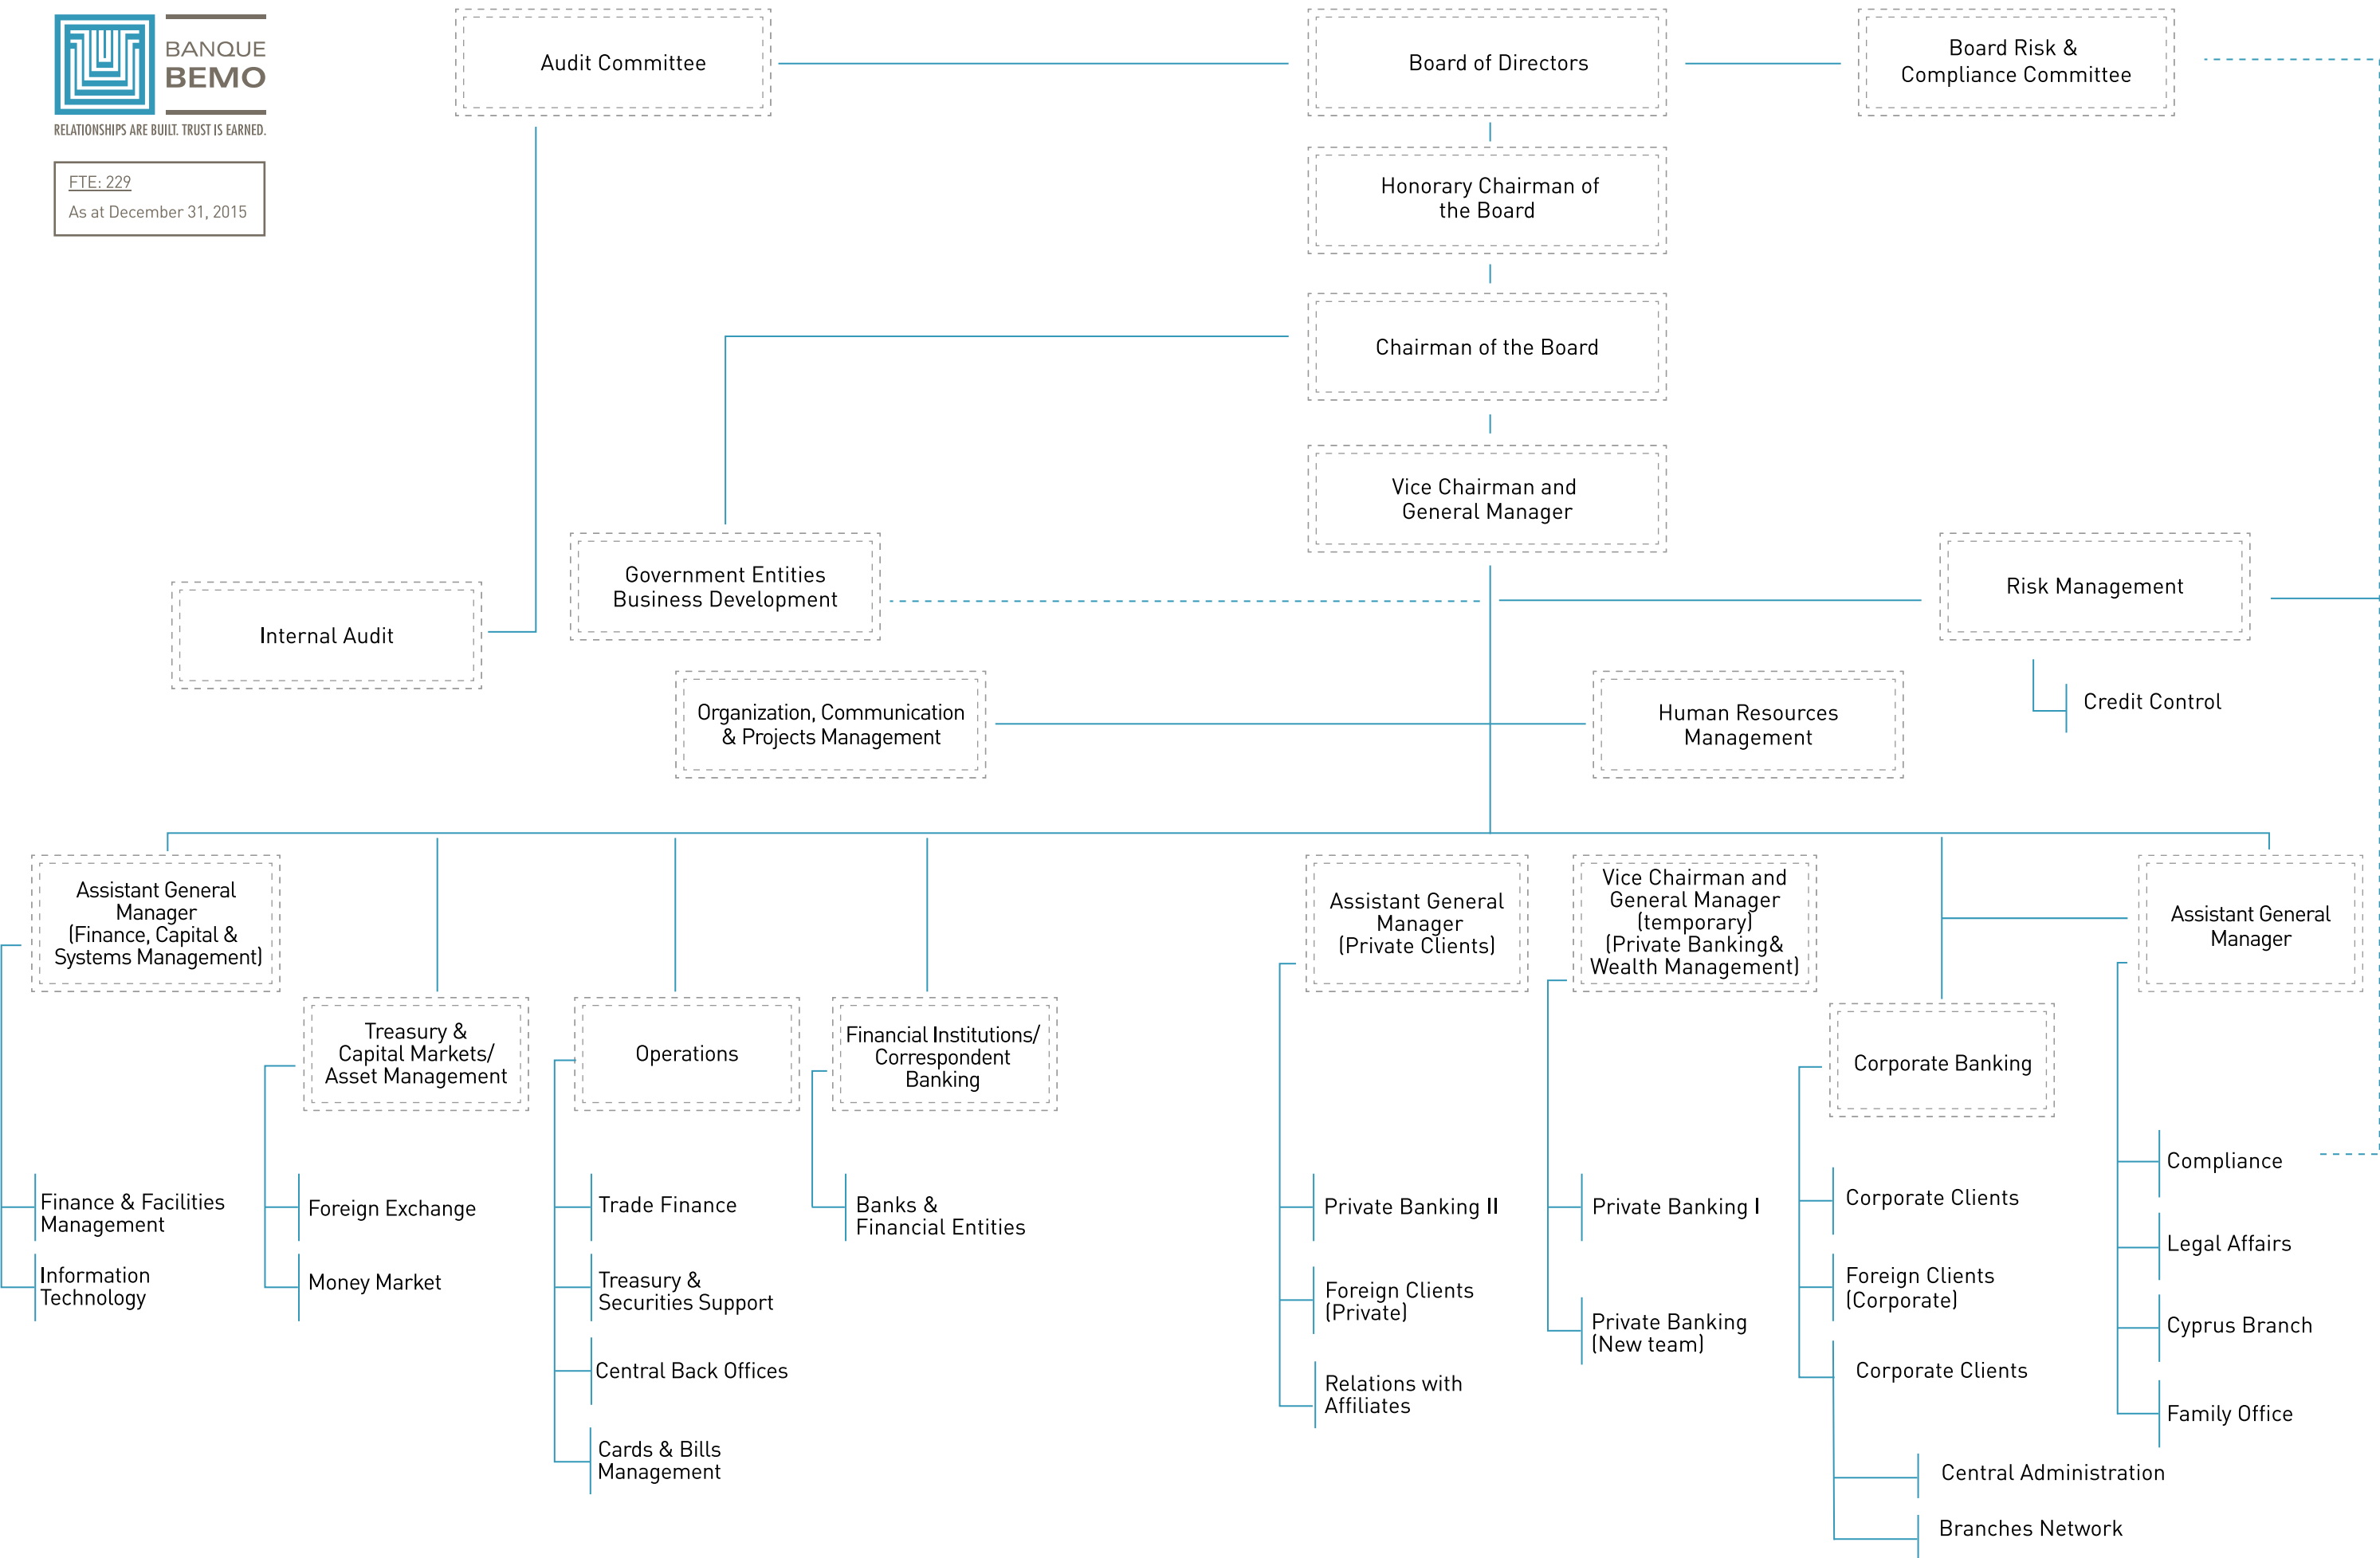 BANQUE
BEMO
RELATIONSHIPS ARE BUILT. TRUST IS EARNED.
FTE: 229
As at December 31, 2015
Audit Committee
Board of Directors
Board Risk &
Compliance Committee
Honorary Chairman of
the Board
Chairman of the Board
Vice Chairman and
General Manager
Government Entities
Business Development
Risk Management
Internal Audit
Credit Control
Organization, Communication
& Projects Management
Human Resources
Management
Assistant General
Manager
(Finance, Capital &
Systems Management)
Finance & Facilities
Management
Information
Technology
Treasury &
Capital Markets/
Asset Management
Foreign Exchange
Money Market
Operations
Trade Finance
Treasury &
Securities Support
Central Back Offices
Cards & Bills
Management
Financial Institutions/
Correspondent
Banking
Banks &
Financial Entities
Assistant General
Manager
(Private Clients)
Private Banking II
Foreign Clients
(Private)
Relations with
Affiliates
Vice Chairman and
General Manager
(temporary)
(Private Banking&
Wealth Management)
Private Banking I
Private Banking
(New team)
Corporate Banking
Corporate Clients
Foreign Clients
(Corporate)
Corporate Clients
Central Administration
Branches Network
Assistant General
Manager
Compliance
Legal Affairs
Cyprus Branch
Family Office